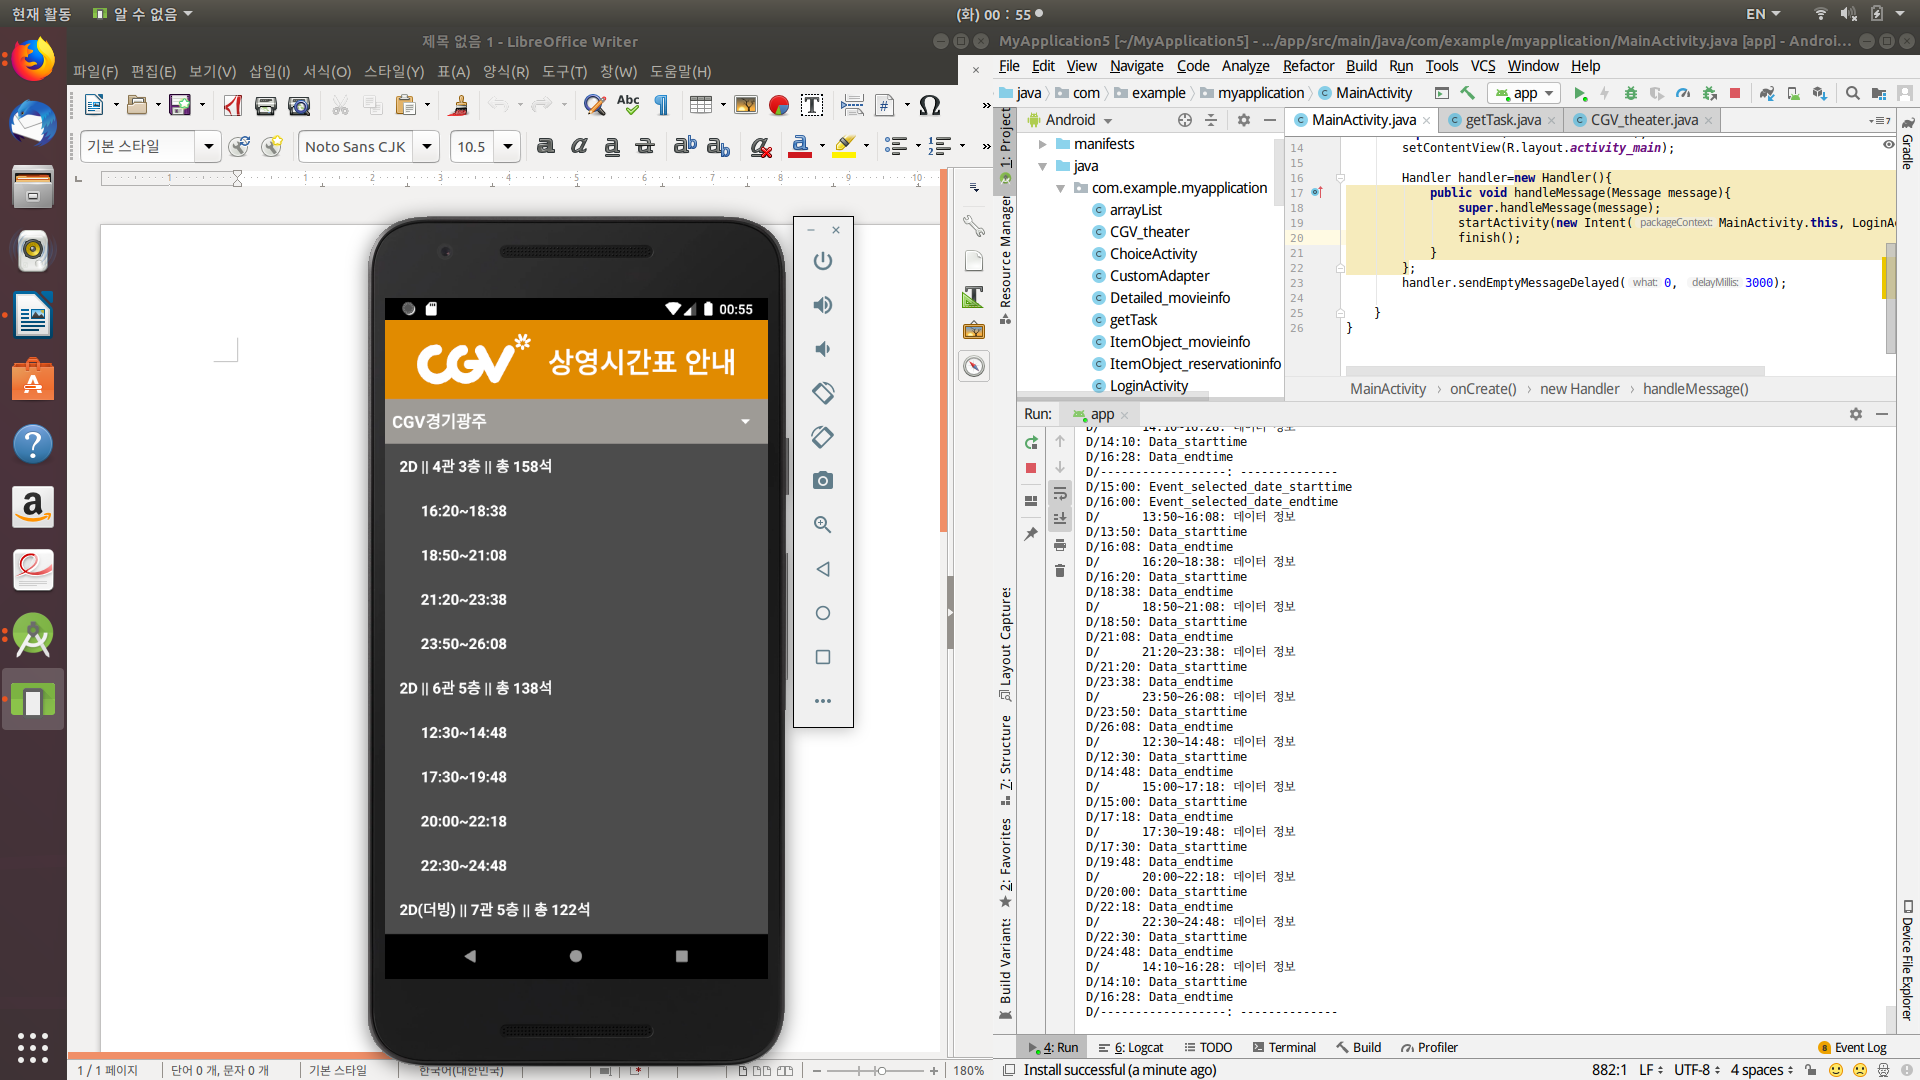 현재 활동
알 수 없음
(화) 00 : 55
EN
제목 없음 1 - LibreOffice Writer
파일(F) 편집(E) 보기(V) 삽입(I) 서식(O) 스타일(Y) 표(A) 양식(R) 도구(T) 창(W) 도움말(H)
기본 스타일
Noto Sans CJK
10.5
1 1 2 3 4 5 6 7 8 9 10
00:55
CGV 상영시간표 안내
CGV경기광주
2D || 4관 3층 || 총 158석
16:20~18:38
18:50~21:08
21:20~23:38
23:50~26:08
2D || 6관 5층 || 총 138석
12:30~14:48
17:30~19:48
20:00~22:18
22:30~24:48
2D(더빙) || 7관 5층 || 총 122석
1 / 1 페이지
단어 0 개, 문자 0 개
기본 스타일
한국어(대한민국)
180%
MyApplication5 [~/MyApplication5] - .../app/src/main/java/com/example/myapplication/MainActivity.java [app] - Androi...
File Edit View Navigate Code Analyze Refactor Build Run Tools VCS Window Help
java com example myapplication MainActivity
app
Android
MainActivity.java
getTask.java
CGV_theater.java
7
1: Project
Resource Manager
Layout Captures
7: Structure
2: Favorites
Build Variants
Gradle
Device File Explorer
manifests
java
com.example.myapplication
arrayList
CGV_theater
ChoiceActivity
CustomAdapter
Detailed_movieinfo
getTask
ItemObject_movieinfo
ItemObject_reservationinfo
LoginActivity
14 setContentView(R.layout.activity_main);
15
16 Handler handler=new Handler(){
17 public void handleMessage(Message message){
18 super.handleMessage(message);
19 startActivity(new Intent( packageContext: MainActivity.this, LoginAc
20 finish();
21 }
22 };
23 handler.sendEmptyMessageDelayed( what: 0, delayMillis: 3000);
24
25 }
26 }
MainActivity › onCreate() › new Handler › handleMessage()
Run: app
D/ 14:10~16:28: 데이터 정보
D/14:10: Data_starttime
D/16:28: Data_endtime
D/------------------: --------------
D/15:00: Event_selected_date_starttime
D/16:00: Event_selected_date_endtime
D/ 13:50~16:08: 데이터 정보
D/13:50: Data_starttime
D/16:08: Data_endtime
D/ 16:20~18:38: 데이터 정보
D/16:20: Data_starttime
D/18:38: Data_endtime
D/ 18:50~21:08: 데이터 정보
D/18:50: Data_starttime
D/21:08: Data_endtime
D/ 21:20~23:38: 데이터 정보
D/21:20: Data_starttime
D/23:38: Data_endtime
D/ 23:50~26:08: 데이터 정보
D/23:50: Data_starttime
D/26:08: Data_endtime
D/ 12:30~14:48: 데이터 정보
D/12:30: Data_starttime
D/14:48: Data_endtime
D/ 15:00~17:18: 데이터 정보
D/15:00: Data_starttime
D/17:18: Data_endtime
D/ 17:30~19:48: 데이터 정보
D/17:30: Data_starttime
D/19:48: Data_endtime
D/ 20:00~22:18: 데이터 정보
D/20:00: Data_starttime
D/22:18: Data_endtime
D/ 22:30~24:48: 데이터 정보
D/22:30: Data_starttime
D/24:48: Data_endtime
D/ 14:10~16:28: 데이터 정보
D/14:10: Data_starttime
D/16:28: Data_endtime
D/------------------: --------------
4: Run 6: Logcat TODO Terminal Build Profiler
8 Event Log
Install successful (a minute ago)
882:1 LF UTF-8 4 spaces